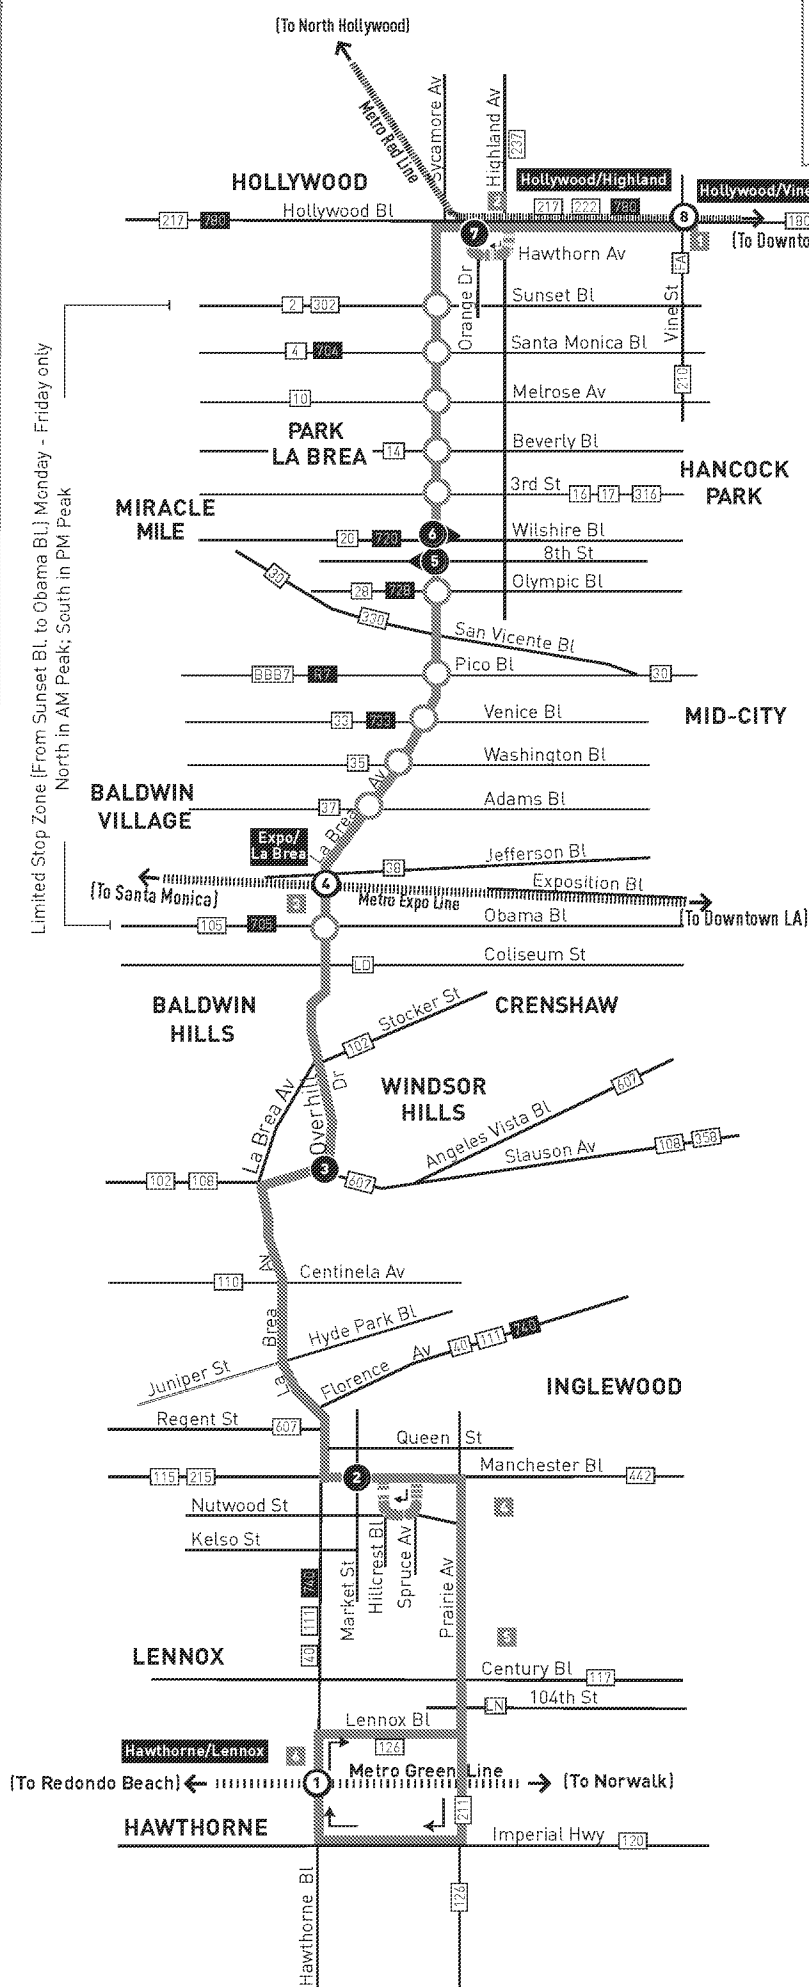 (To North Hollywood)
Metro Red Line
Sycamore Av
Highland Av
237
HOLLYWOOD
Hollywood/Highland
Hollywood/Vine
217 780
Hollywood Bl
217 222 780
8
180
(To Downto
7
Hawthorn Av
FA
Orange Dr
Vine St
2 302
Sunset Bl
4 704
Santa Monica Bl
210
10
Melrose Av
PARK
LA BREA
14
Beverly Bl
HANCOCK
PARK
3rd St
16 17 316
MIRACLE
MILE
20 720
6
Wilshire Bl
5
8th St
30
28 728
Olympic Bl
330
San Vicente Bl
BBB7 R7
Pico Bl
30
33 733
Venice Bl
MID-CITY
35
Washington Bl
BALDWIN
VILLAGE
37
Adams Bl
La Brea Av
Limited Stop Zone (From Sunset Bl. to Obama Bl.) Monday - Friday only
North in AM Peak; South in PM Peak
Expo/
La Brea
38
Jefferson Bl
4
(To Santa Monica)
Metro Expo Line
Exposition Bl
(To Downtown LA)
105 705
Obama Bl
LD
Coliseum St
BALDWIN
HILLS
102
Stocker St
CRENSHAW
La Brea Av
Overhill Dr
WINDSOR
HILLS
607
Angeles Vista Bl
Slauson Av
108 358
102 108
3
607
110
Centinela Av
La Brea Av
Hyde Park Bl
Juniper St
Florence Av
40 111 740
INGLEWOOD
Regent St
607
Queen St
115 215
2
Manchester Bl
442
Nutwood St
Kelso St
Market St
Hillcrest Bl
Spruce Av
Prairie Av
740
111
40
LENNOX
Century Bl
117
LN
104th St
Lennox Bl
126
Hawthorne/Lennox
(To Redondo Beach)
1
Metro Green Line
(To Norwalk)
211
HAWTHORNE
Imperial Hwy
120
Hawthorne Bl
126